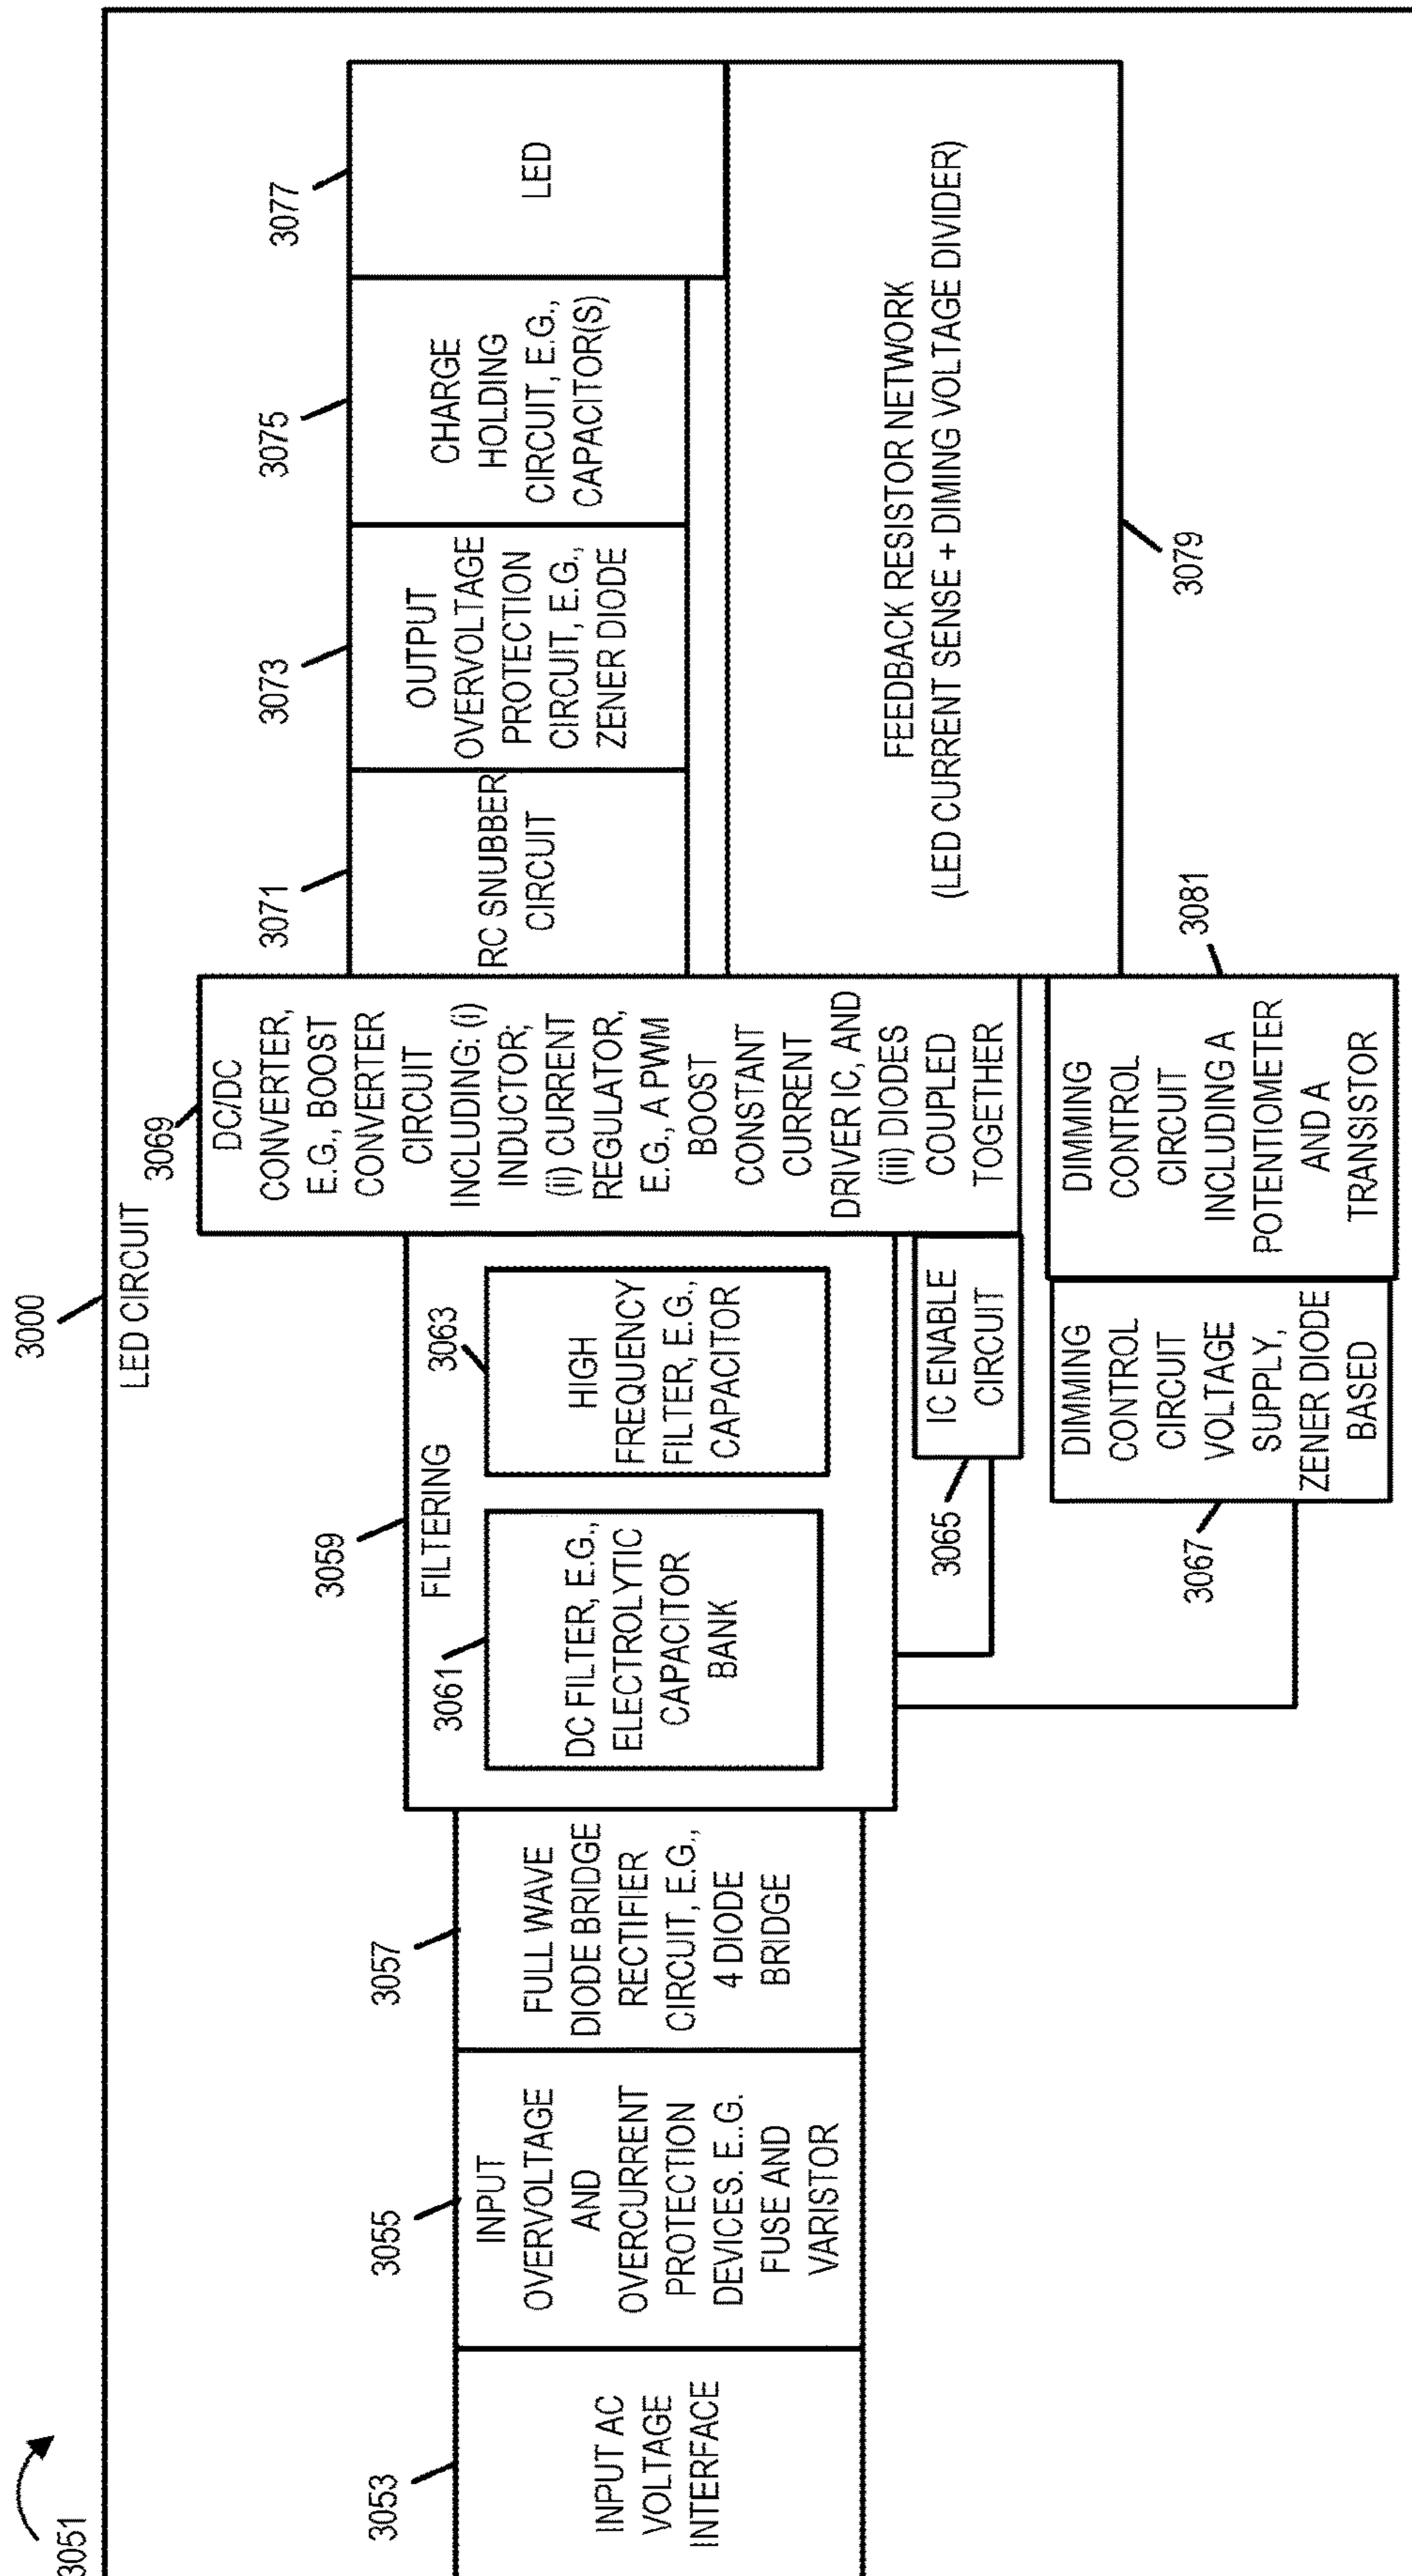 3051
3000
LED CIRCUIT
3053
INPUT AC
VOLTAGE
INTERFACE
3055
INPUT
OVERVOLTAGE
AND
OVERCURRENT
PROTECTION
DEVICES. E..G.
FUSE AND
VARISTOR
3057
FULL WAVE
DIODE BRIDGE
RECTIFIER
CIRCUIT, E.G.,
4 DIODE
BRIDGE
3059
FILTERING
3061
DC FILTER, E.G.,
ELECTROLYTIC
CAPACITOR
BANK
3063
HIGH
FREQUENCY
FILTER, E.G.,
CAPACITOR
3065
IC ENABLE
CIRCUIT
3067
DIMMING
CONTROL
CIRCUIT
VOLTAGE
SUPPLY,
ZENER DIODE
BASED
3069
DC/DC
CONVERTER,
E.G., BOOST
CONVERTER
CIRCUIT
INCLUDING: (i)
INDUCTOR;
(ii) CURRENT
REGULATOR,
E.G., A PWM
BOOST
CONSTANT
CURRENT
DRIVER IC, AND
(iii) DIODES
COUPLED
TOGETHER
3081
DIMMING
CONTROL
CIRCUIT
INCLUDING A
POTENTIOMETER
AND A
TRANSISTOR
3071
RC SNUBBER
CIRCUIT
3073
OUTPUT
OVERVOLTAGE
PROTECTION
CIRCUIT, E.G.,
ZENER DIODE
3075
CHARGE
HOLDING
CIRCUIT, E.G.,
CAPACITOR(S)
3077
LED
FEEDBACK RESISTOR NETWORK
(LED CURRENT SENSE + DIMING VOLTAGE DIVIDER)
3079